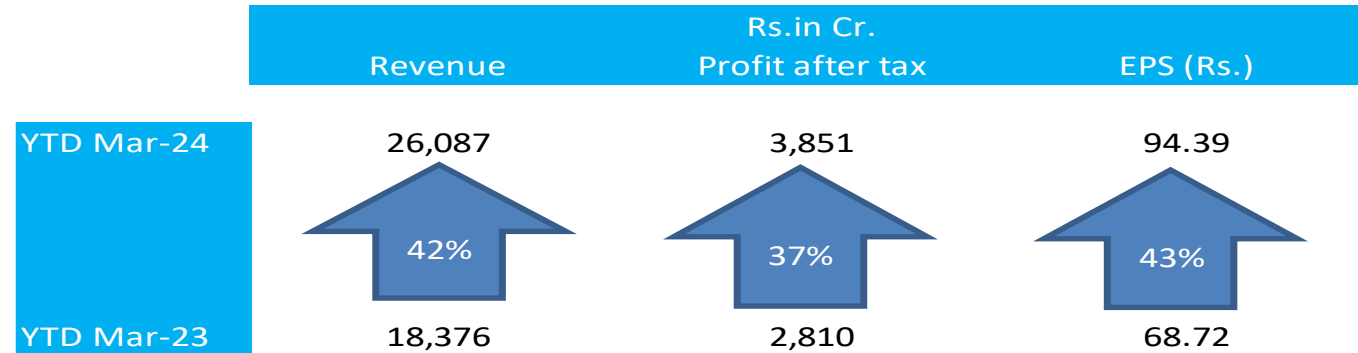 Rs.in Cr.
Revenue Profit after tax EPS (Rs.)
YTD Mar-24 26,087 3,851 94.39
42% 37% 43%
YTD Mar-23 18,376 2,810 68.72